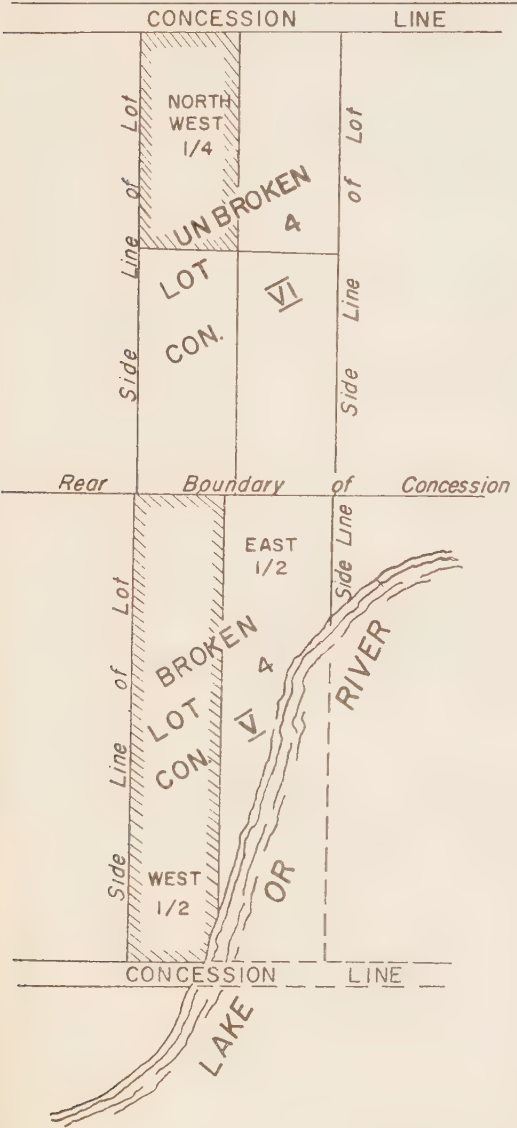 CONCESSION LINE
NORTH
WEST
1/4
Side Line of Lot
Side Line of Lot
UNBROKEN
4
LOT
VI
CON.
Rear Boundary of Concession
EAST
1/2
Side Line
Side Line of Lot
BROKEN
4
LOT
V
CON.
WEST
1/2
CONCESSION LINE
LAKE OR RIVER